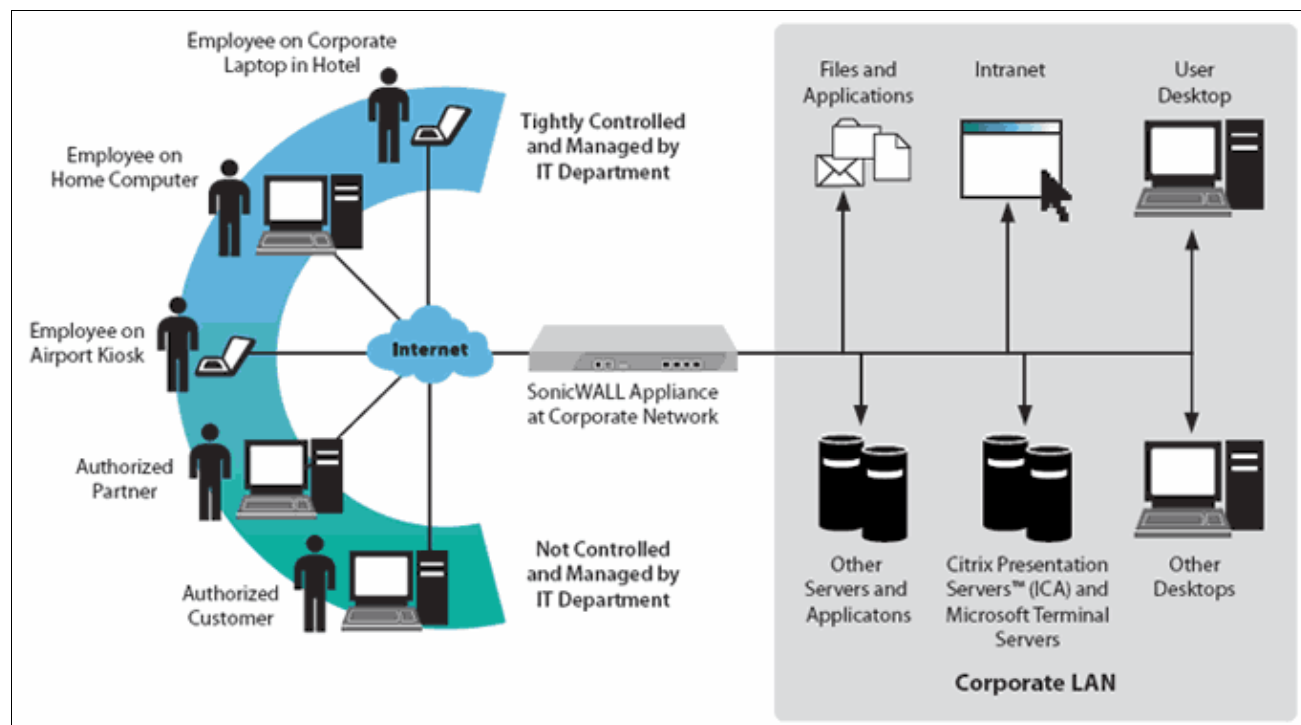 Employee on Corporate
Laptop in Hotel
Tightly Controlled
and Managed by
IT Department
Employee on
Home Computer
Employee on
Airport Kiosk
Internet
SonicWALL Appliance
at Corporate Network
Authorized
Partner
Authorized
Customer
Not Controlled
and Managed by
IT Department
Files and
Applications
Intranet
User
Desktop
Other
Servers and
Applicatons
Citrix Presentation
Servers™ (ICA) and
Microsoft Terminal
Servers
Other
Desktops
Corporate LAN